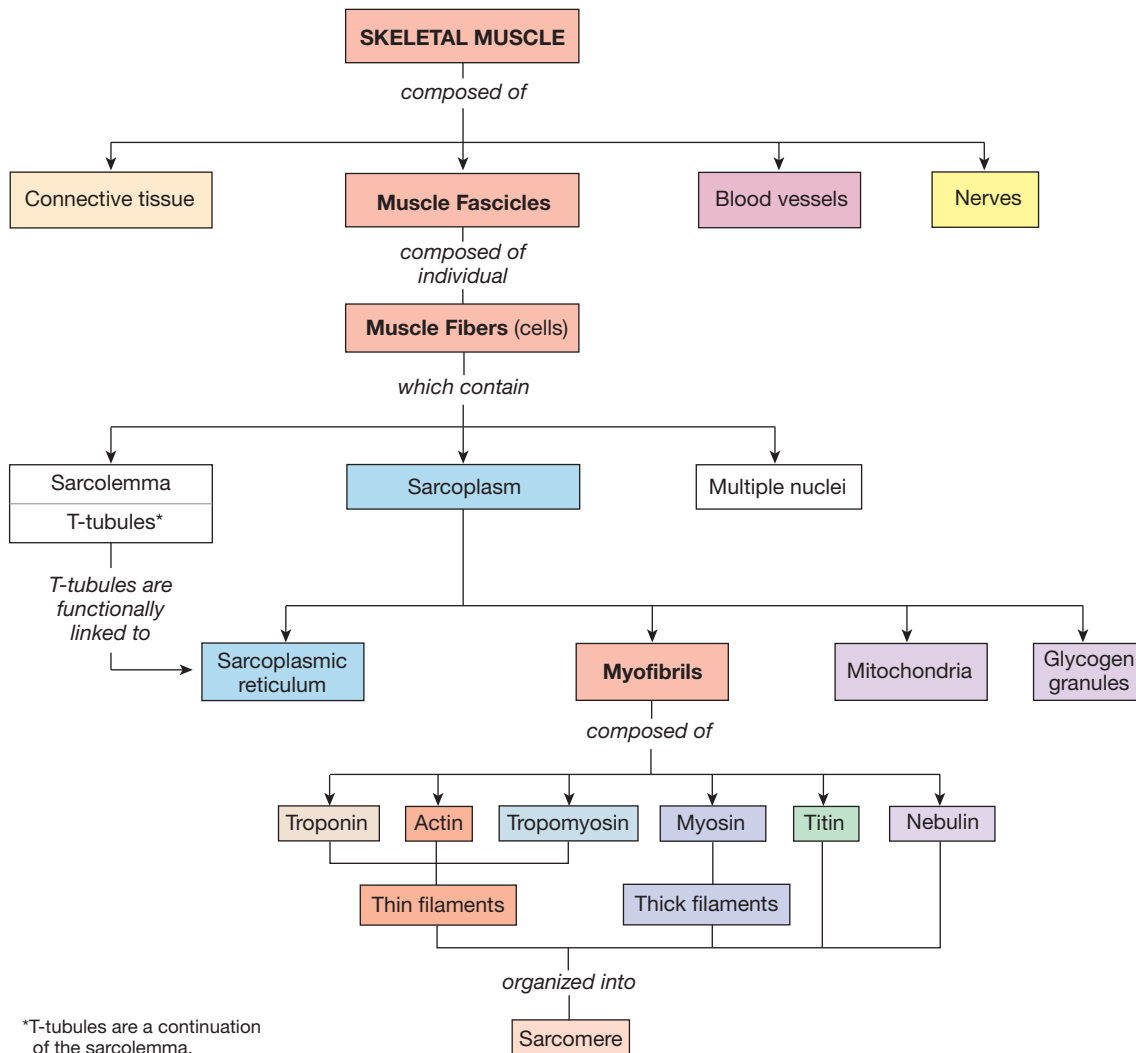 SKELETAL MUSCLE
composed of
Connective tissue
Muscle Fascicles
Blood vessels
Nerves
composed of
individual
Muscle Fibers (cells)
which contain
Sarcolemma
T-tubules*
Sarcoplasm
Multiple nuclei
T-tubules are
functionally
linked to
Sarcoplasmic
reticulum
Myofibrils
Mitochondria
Glycogen
granules
composed of
Troponin
Actin
Tropomyosin
Myosin
Titin
Nebulin
Thin filaments
Thick filaments
organized into
Sarcomere
*T-tubules are a continuation
of the sarcolemma.